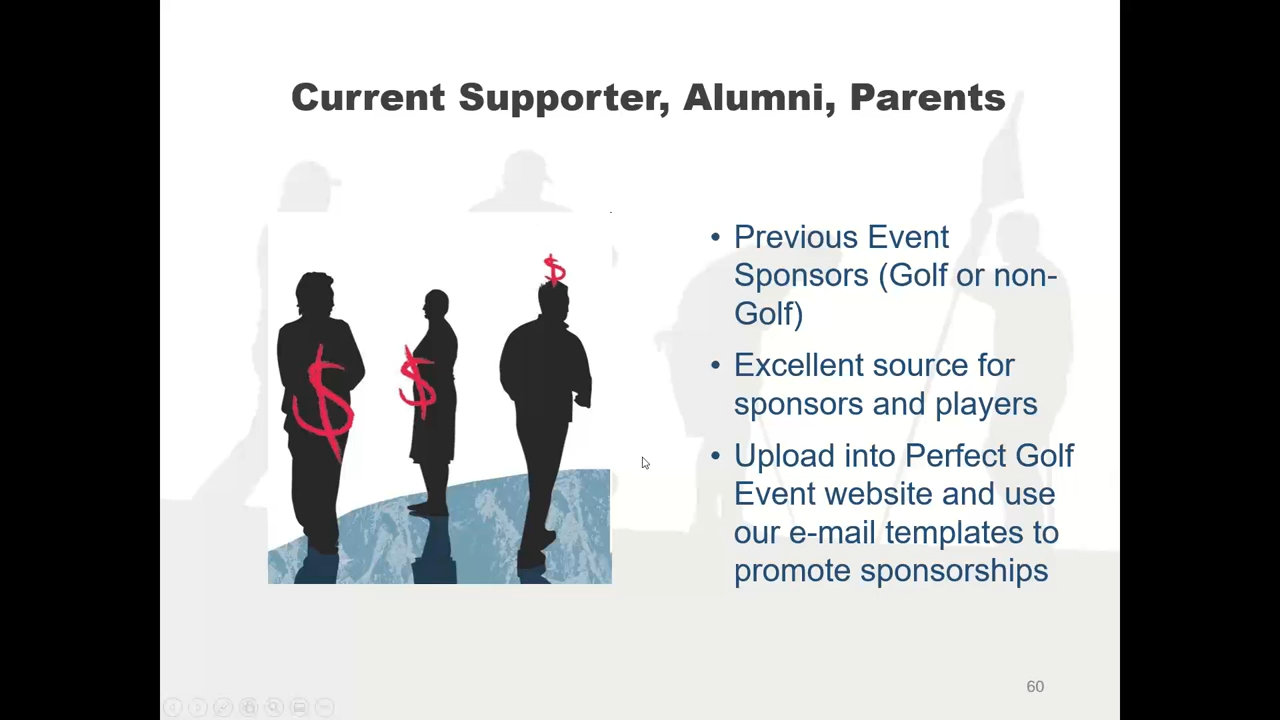 Current Supporter, Alumni, Parents
$
$
$
• Previous Event
Sponsors (Golf or non-
Golf)
• Excellent source for
sponsors and players
• Upload into Perfect Golf
Event website and use
our e-mail templates to
promote sponsorships
60